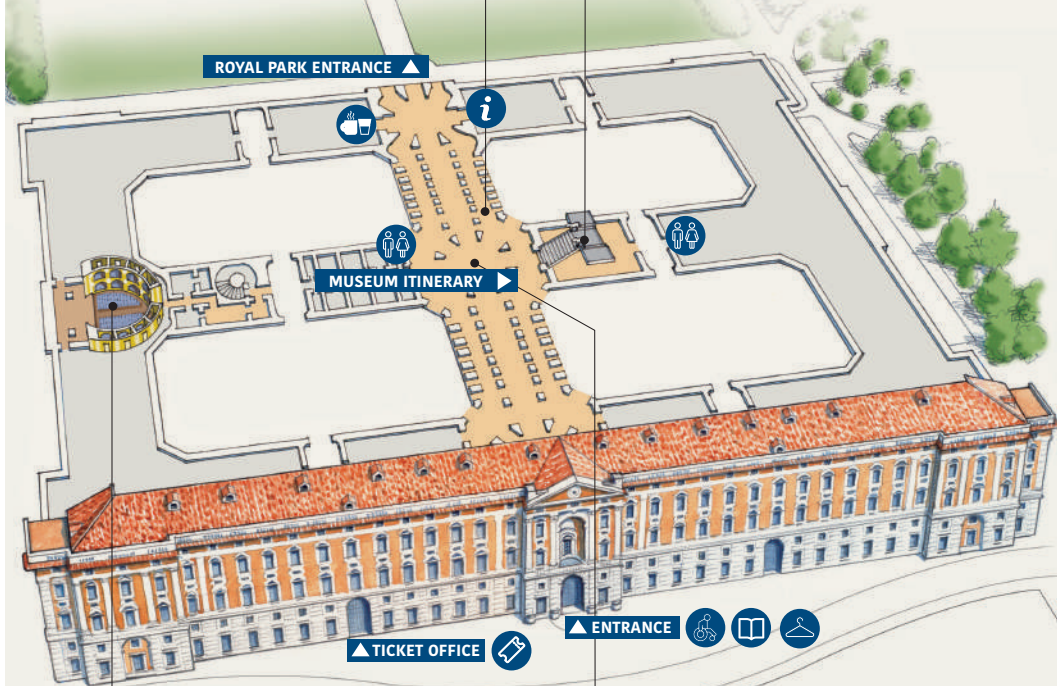 ROYAL PARK ENTRANCE
i
MUSEUM ITINERARY
ENTRANCE
TICKET OFFICE